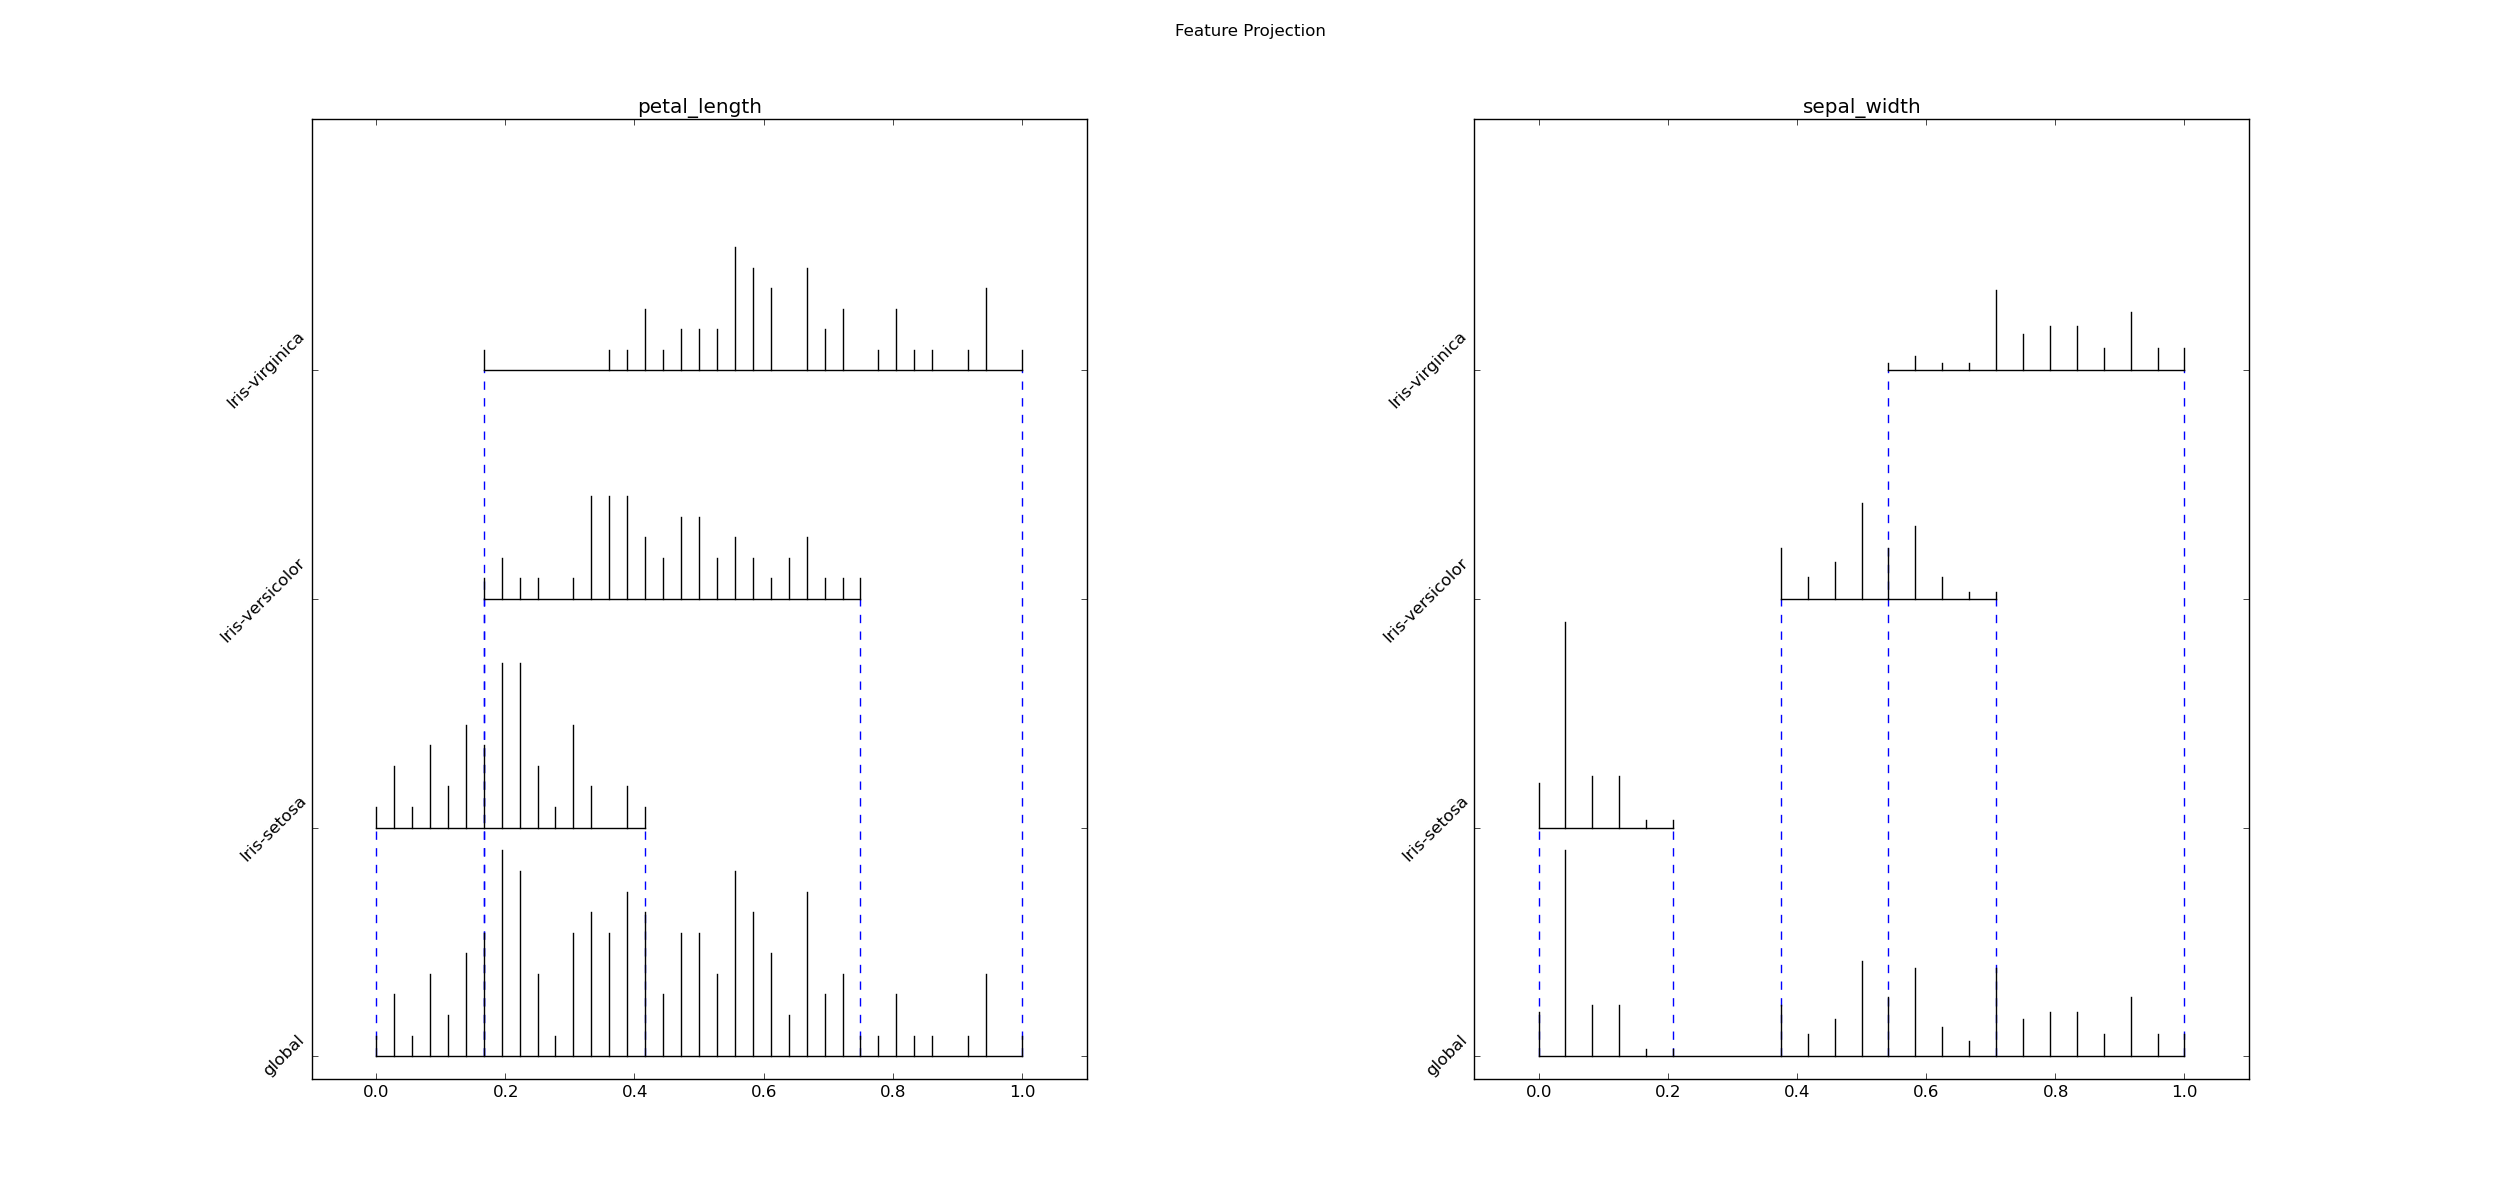 Feature Projection
petal_length
Iris-virginica
Iris-versicolor
Iris-setosa
global
0.0 0.2 0.4 0.6 0.8 1.0
sepal_width
Iris-virginica
Iris-versicolor
Iris-setosa
global
0.0 0.2 0.4 0.6 0.8 1.0